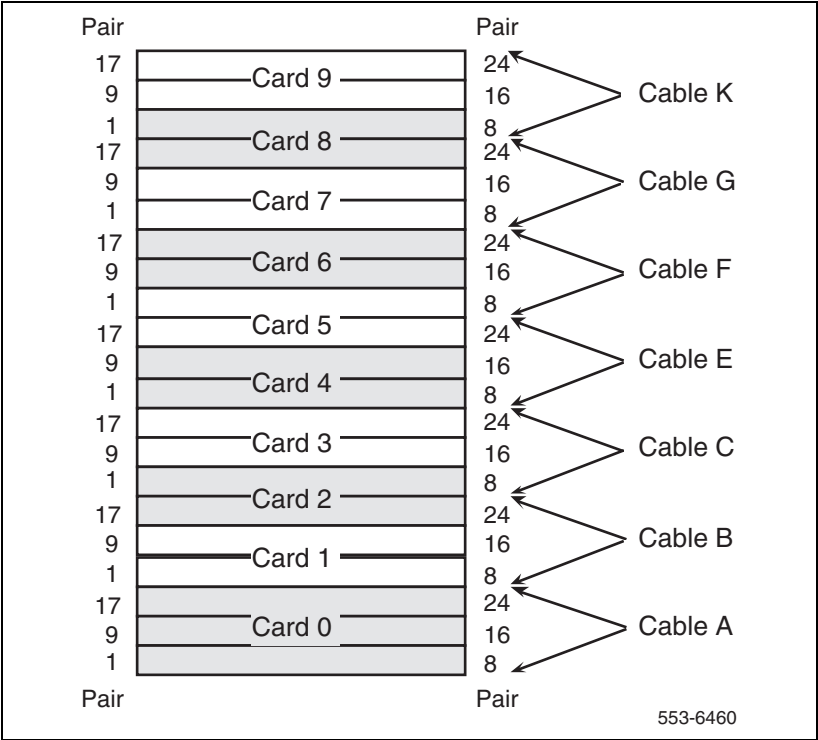 Pair Pair
17 24
Card 9
9 16 Cable K
1 8
Card 8
17 24
9 16 Cable G
Card 7
1 8
17 24
Card 6
9 16 Cable F
1 8
Card 5
17 24
9 16 Cable E
Card 4
1 8
17 24
Card 3
9 16 Cable C
1 8
Card 2
17 24
9 16 Cable B
Card 1
1 8
17 24
Card 0 Cable A
9 16
1 8
Pair Pair
553-6460